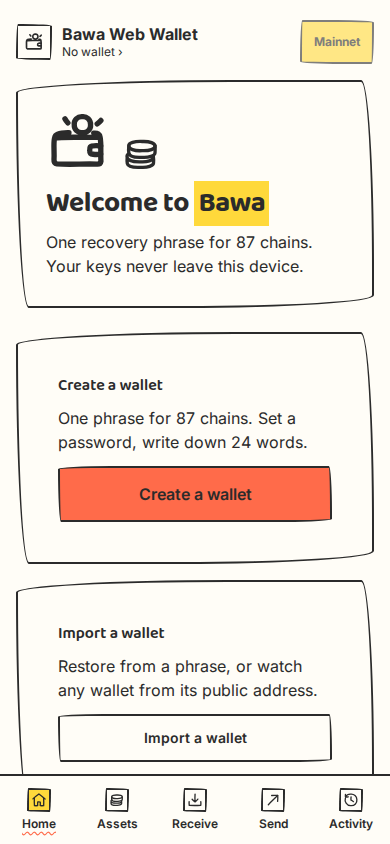 Bawa Web Wallet
No wallet ›
Mainnet
Welcome to Bawa
One recovery phrase for 87 chains.
Your keys never leave this device.
Create a wallet
One phrase for 87 chains. Set a
password, write down 24 words.
Create a wallet
Import a wallet
Restore from a phrase, or watch
any wallet from its public address.
Import a wallet
Home
Assets
Receive
Send
Activity